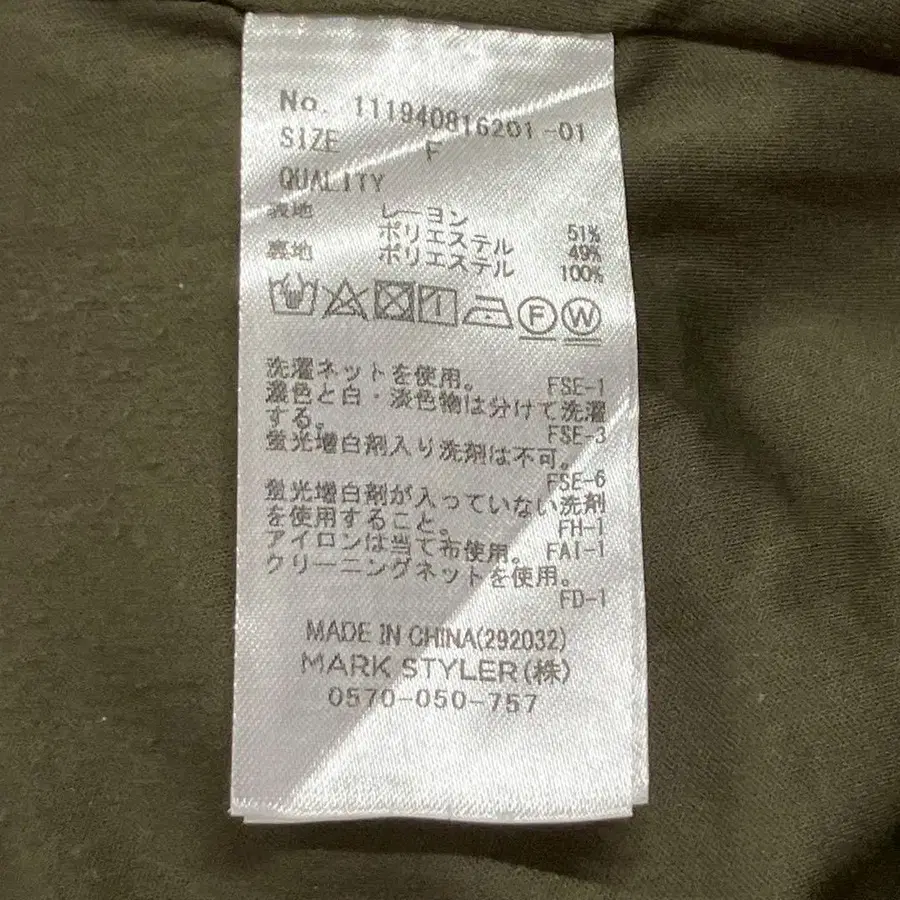 No. 111940816201-01
SIZE F
QUALITY
表地 レーヨン 51%
ポリエステル 49%
裏地 ポリエステル 100%
F W
洗濯ネットを使用。 FSE-1
濃色と白・淡色物は分けて洗濯
する。 FSE-3
蛍光増白剤入り洗剤は不可。
FSE-6
蛍光増白剤が入っていない洗剤
を使用すること。 FH-1
アイロンは当て布使用。 FAI-1
クリーニングネットを使用。
FD-1
MADE IN CHINA(292032)
MARK STYLER(株)
0570-050-757